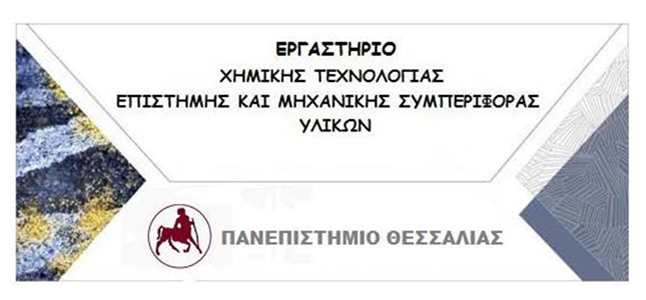 ΕΡΓΑΣΤΗΡΙΟ
ΧΗΜΙΚΗΣ ΤΕΧΝΟΛΟΓΙΑΣ
ΕΠΙΣΤΗΜΗΣ ΚΑΙ ΜΗΧΑΝΙΚΗΣ ΣΥΜΠΕΡΙΦΟΡΑΣ
ΥΛΙΚΩΝ
ΠΑΝΕΠΙΣΤΗΜΙΟ ΘΕΣΣΑΛΙΑΣ